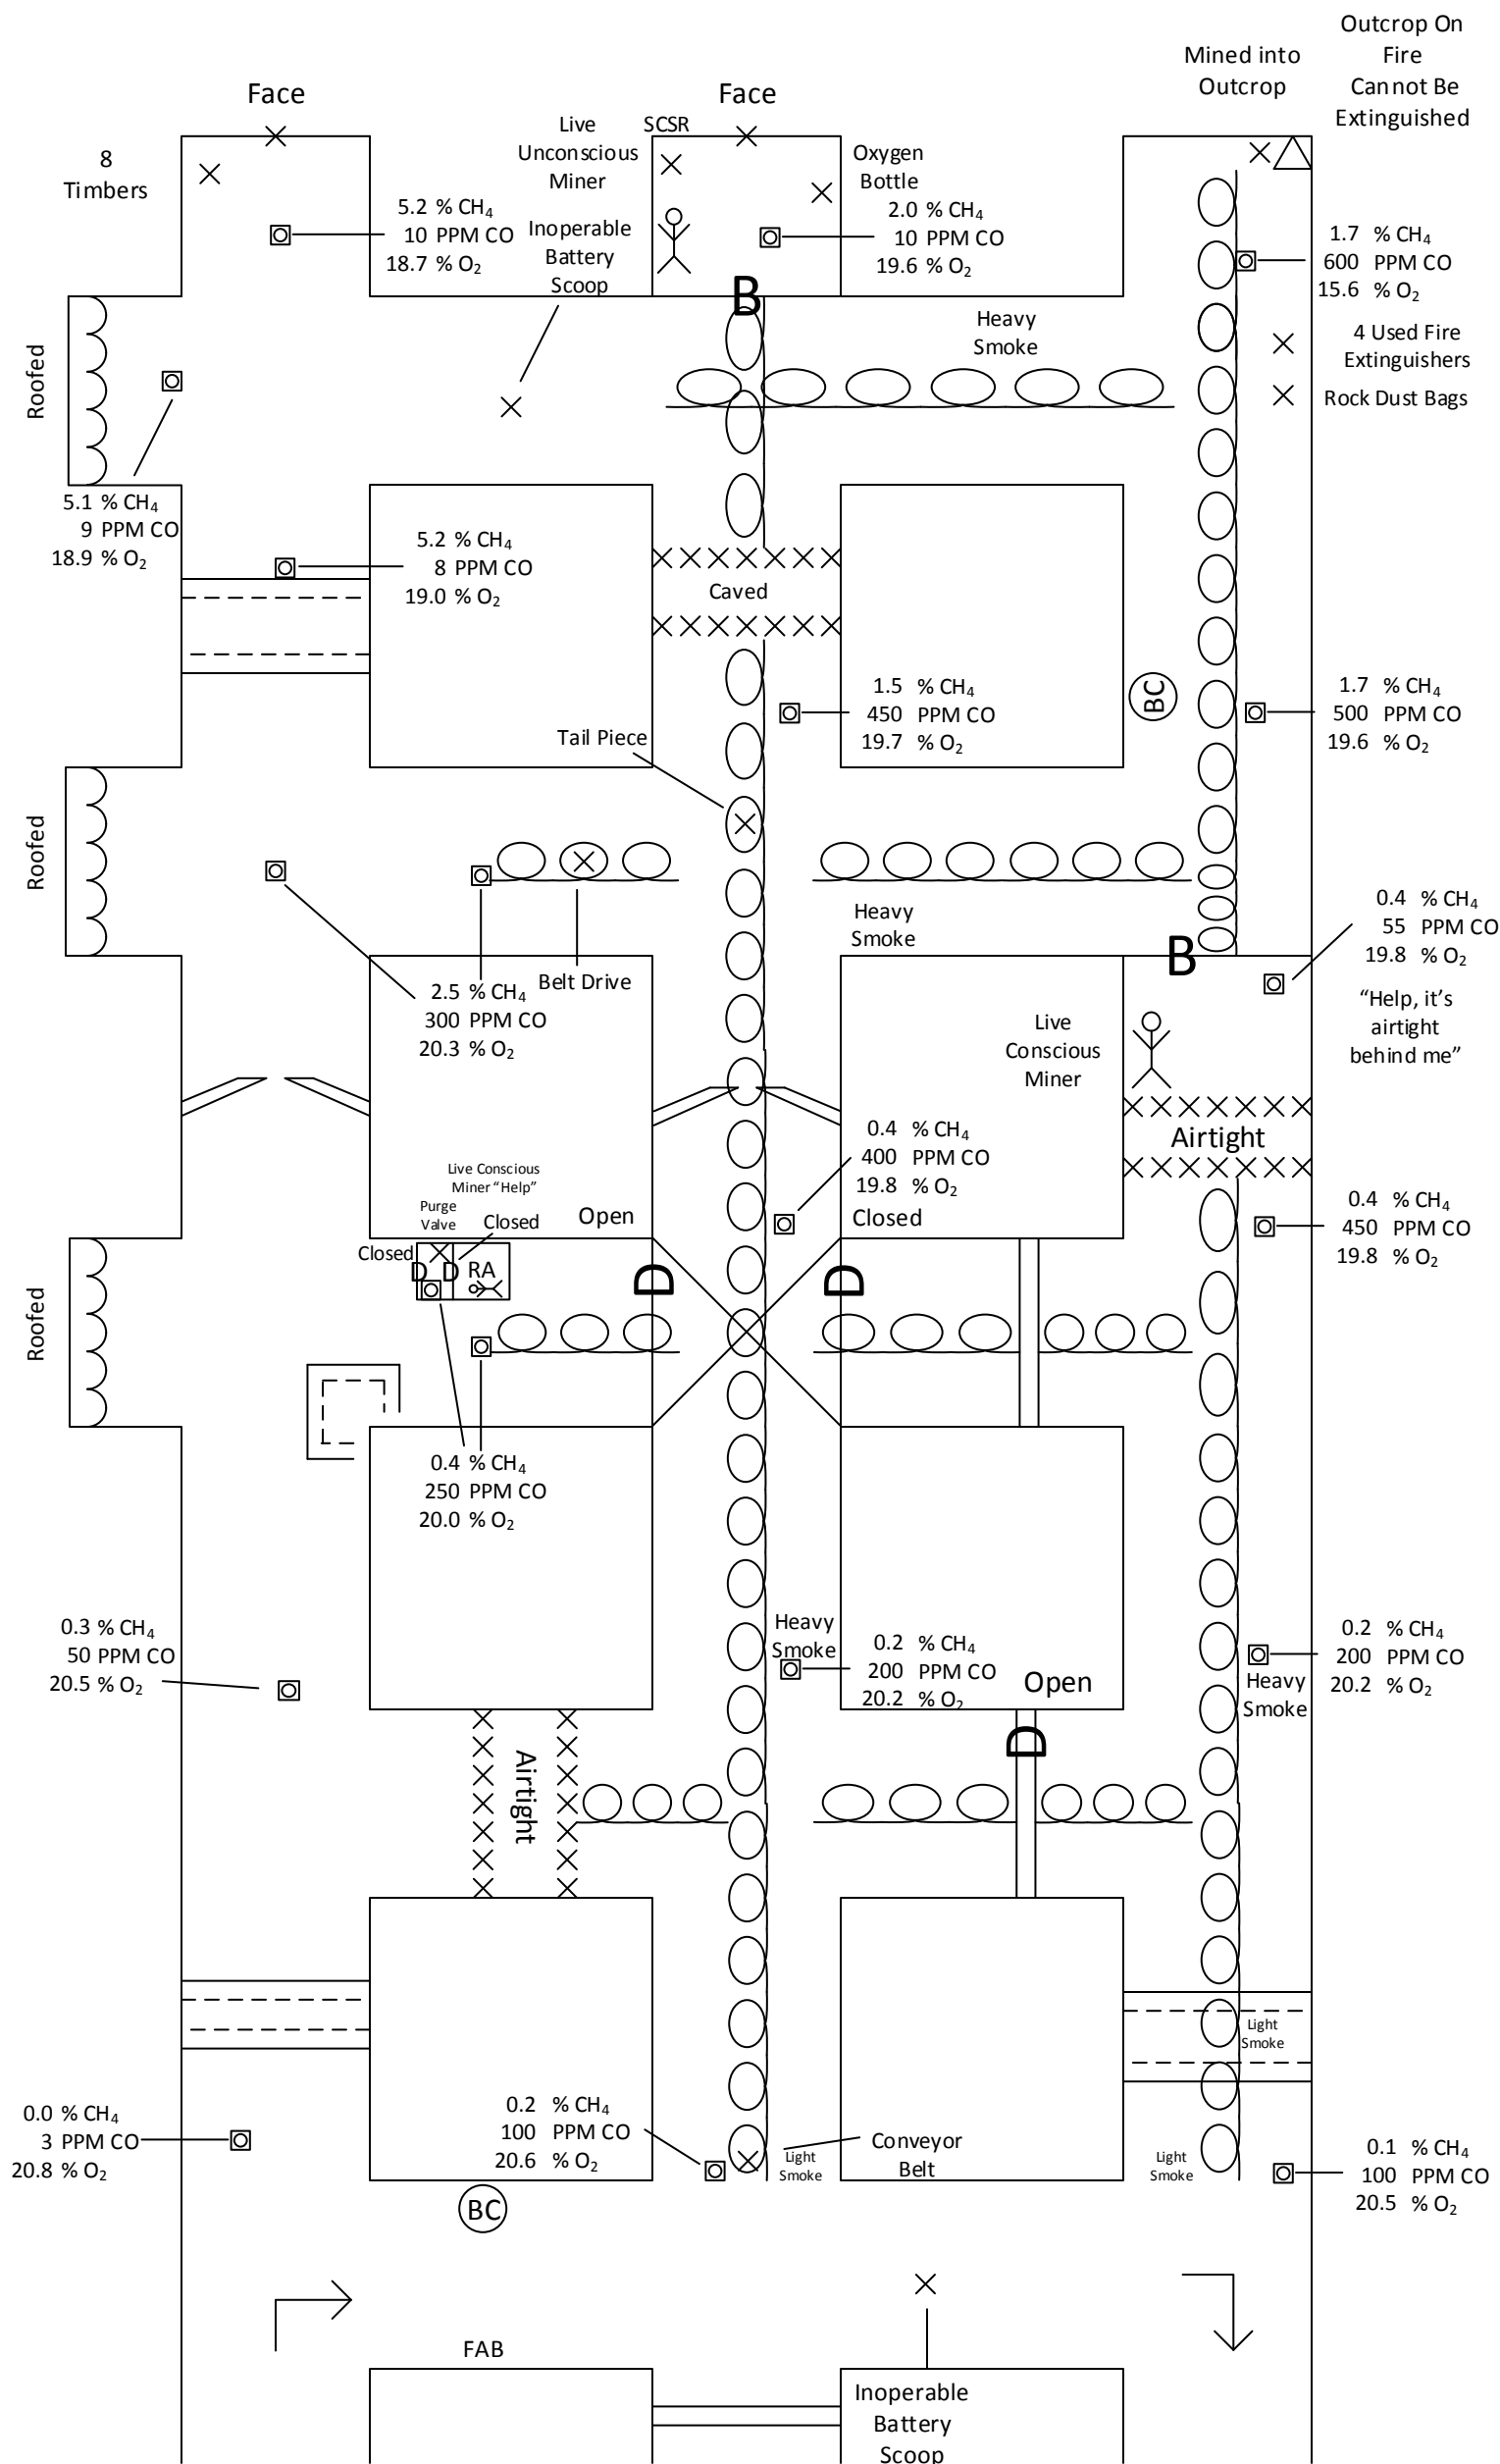 Outcrop On
Fire
Cannot Be
Extinguished
Mined into
Outcrop
Face
Face
8
Timbers
Live
Unconscious
Miner
SCSR
Oxygen
Bottle
5.2 % CH₄
10 PPM CO
18.7 % O₂
Inoperable
Battery
Scoop
2.0 % CH₄
10 PPM CO
19.6 % O₂
1.7 % CH₄
600 PPM CO
15.6 % O₂
B
Heavy
Smoke
4 Used Fire
Extinguishers
Rock Dust Bags
Roofed
5.1 % CH₄
9 PPM CO
18.9 % O₂
5.2 % CH₄
8 PPM CO
19.0 % O₂
Caved
1.5 % CH₄
450 PPM CO
19.7 % O₂
BC
1.7 % CH₄
500 PPM CO
19.6 % O₂
Tail Piece
Roofed
Heavy
Smoke
B
0.4 % CH₄
55 PPM CO
19.8 % O₂
“Help, it’s
airtight
behind me”
Belt Drive
2.5 % CH₄
300 PPM CO
20.3 % O₂
Live
Conscious
Miner
Airtight
0.4 % CH₄
400 PPM CO
19.8 % O₂
Live Conscious
Miner “Help”
Purge
Valve
Closed
Open
Closed
Closed
D
D
RA
D
D
0.4 % CH₄
450 PPM CO
19.8 % O₂
Roofed
0.4 % CH₄
250 PPM CO
20.0 % O₂
0.3 % CH₄
50 PPM CO
20.5 % O₂
Heavy
Smoke
0.2 % CH₄
200 PPM CO
20.2 % O₂
Open
D
0.2 % CH₄
200 PPM CO
20.2 % O₂
Heavy
Smoke
Airtight
Light
Smoke
0.0 % CH₄
3 PPM CO
20.8 % O₂
0.2 % CH₄
100 PPM CO
20.6 % O₂
Light
Smoke
Conveyor
Belt
Light
Smoke
0.1 % CH₄
100 PPM CO
20.5 % O₂
BC
FAB
Inoperable
Battery
Scoop